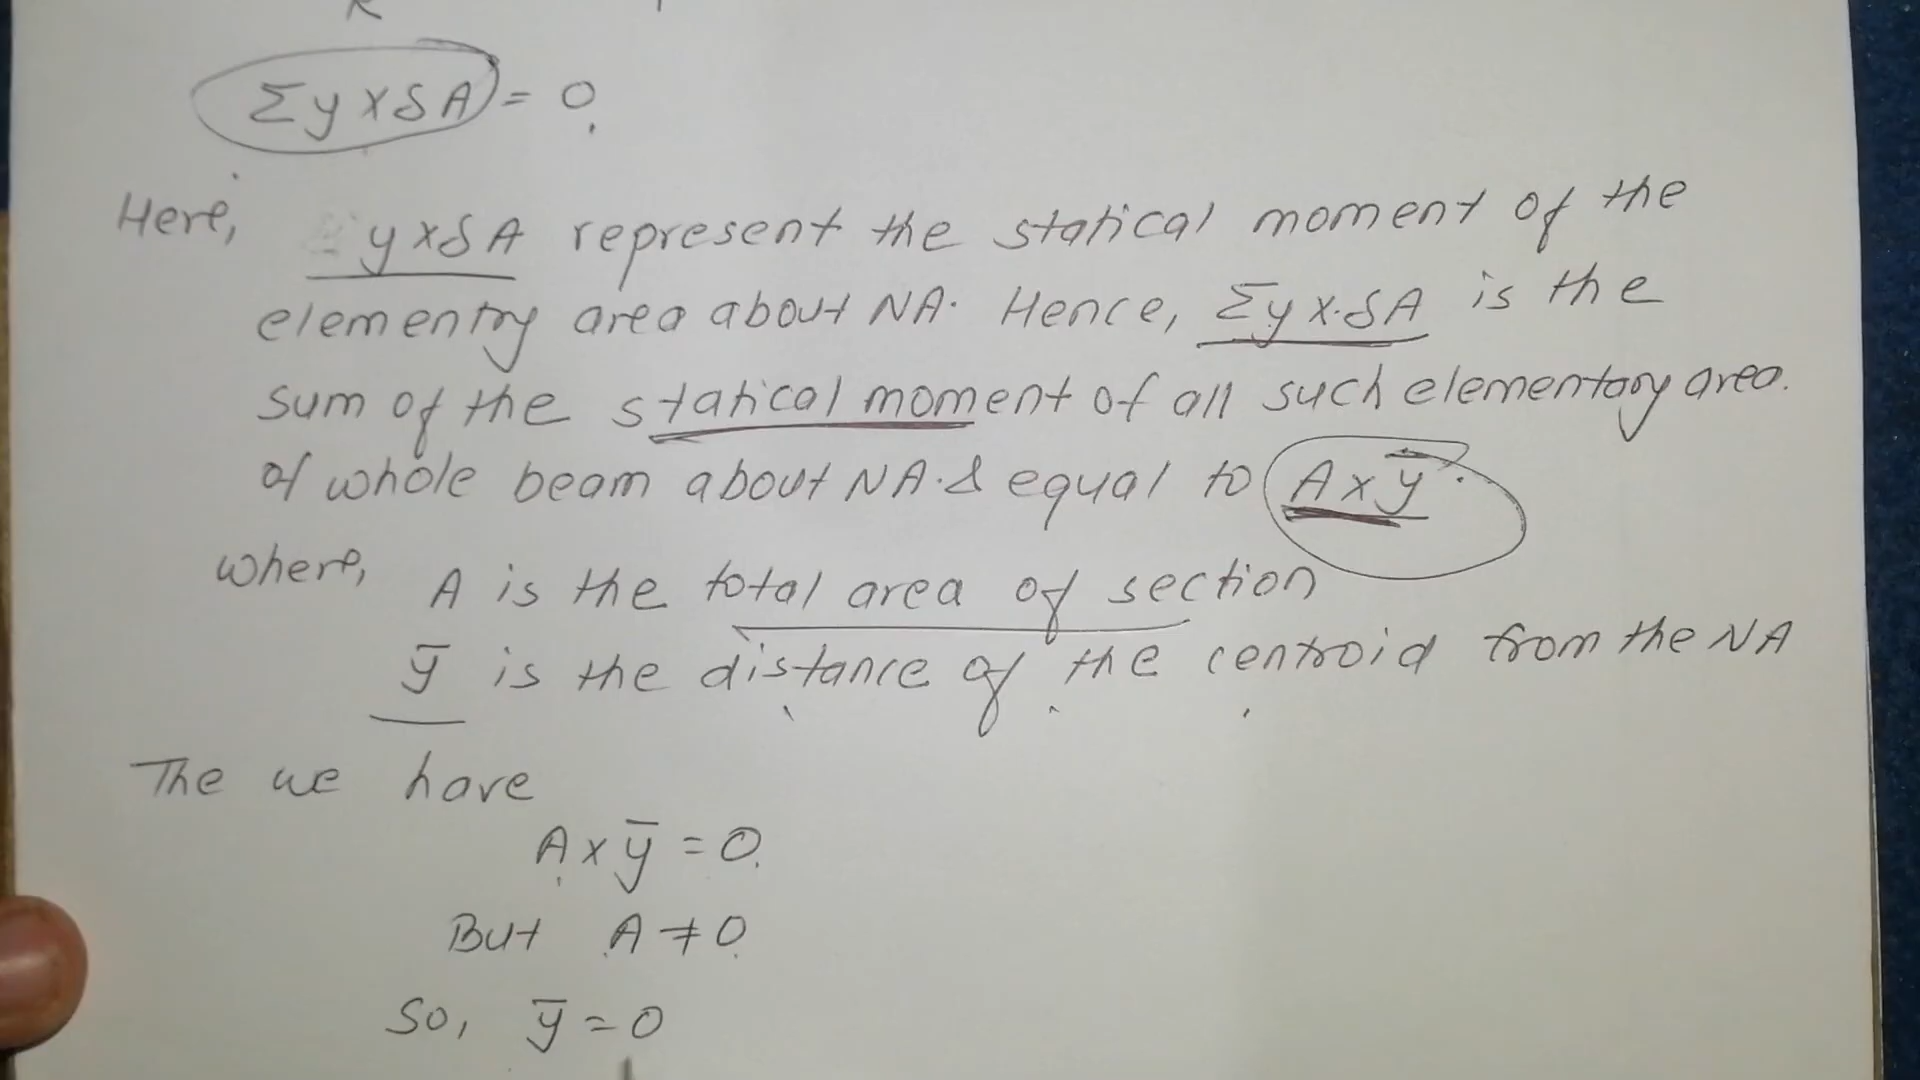 Σy×δA = 0.
Here, y×δA represent the statical moment of the
elementry area about NA. Hence, Σy×.δA is the
sum of the statical moment of all such elementary area.
of whole beam about NA. & equal to A×ȳ.
where, A is the total area of section
ȳ is the distance of the centroid from the NA
The we have
A×ȳ = 0.
But A ≠ 0
So, ȳ = 0